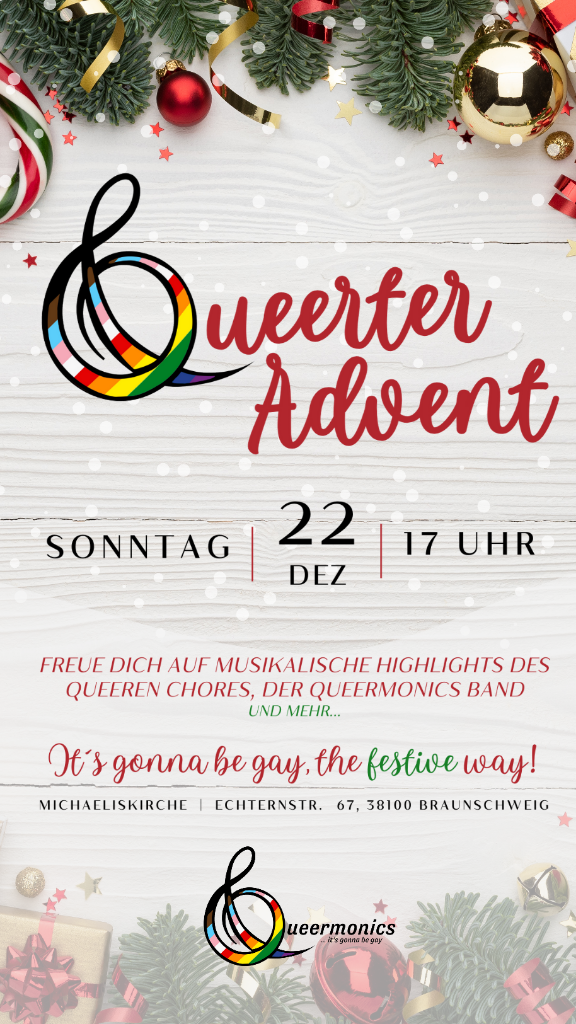 Queerter
Advent
SONNTAG | 22 DEZ | 17 UHR
FREUE DICH AUF MUSIKALISCHE HIGHLIGHTS DES
QUEEREN CHORES, DER QUEERMONICS BAND
UND MEHR...
It´s gonna be gay, the festive way!
MICHAELISKIRCHE | ECHTERNSTR. 67, 38100 BRAUNSCHWEIG
Queermonics
... it's gonna be gay